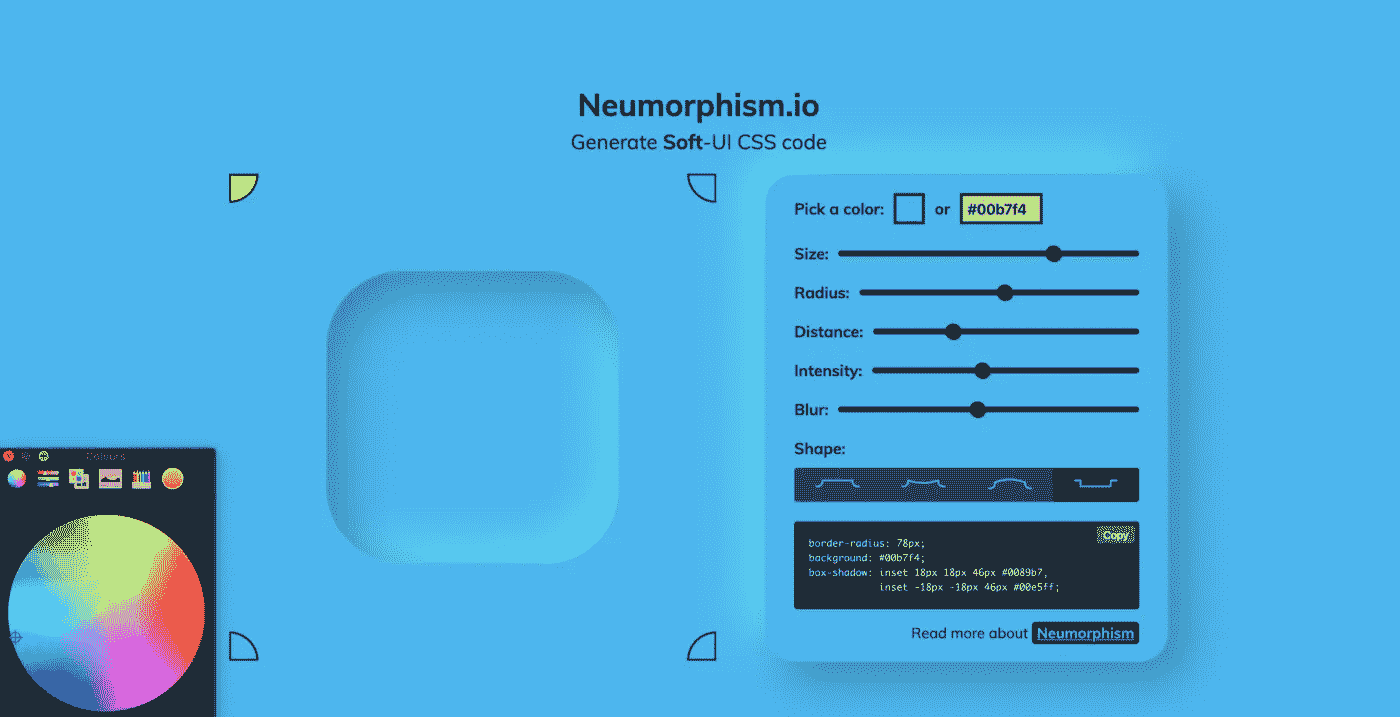 Neumorphism.io
Generate Soft-UI CSS code
Pick a color: or #00b7f4
Size:
Radius:
Distance:
Intensity:
Blur:
Shape:
Copy
border-radius: 78px;
background: #00b7f4;
box-shadow: inset 18px 18px 46px #0089b7,
inset -18px -18px 46px #00e5ff;
Read more about Neumorphism
Colours